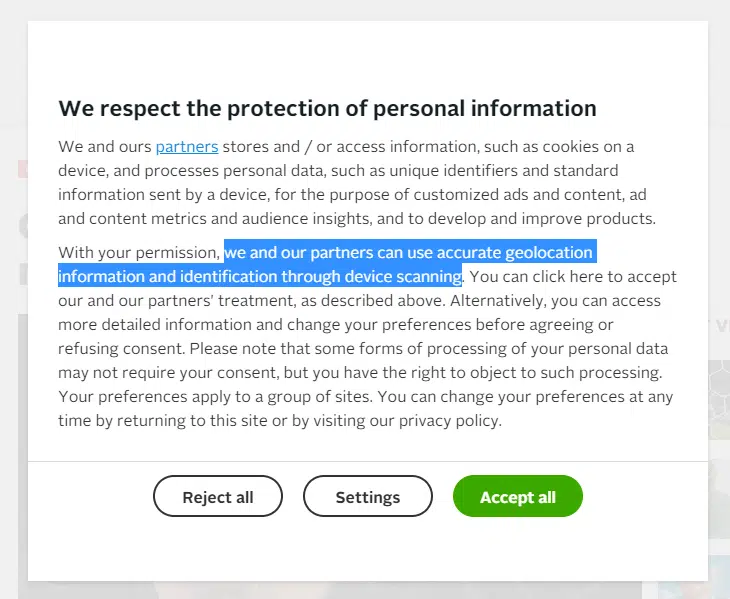 We respect the protection of personal information
We and ours partners stores and / or access information, such as cookies on a
device, and processes personal data, such as unique identifiers and standard
information sent by a device, for the purpose of customized ads and content, ad
and content metrics and audience insights, and to develop and improve products.
With your permission, we and our partners can use accurate geolocation
information and identification through device scanning. You can click here to accept
our and our partners' treatment, as described above. Alternatively, you can access
more detailed information and change your preferences before agreeing or
refusing consent. Please note that some forms of processing of your personal data
may not require your consent, but you have the right to object to such processing.
Your preferences apply to a group of sites. You can change your preferences at any
time by returning to this site or by visiting our privacy policy.
Reject all
Settings
Accept all